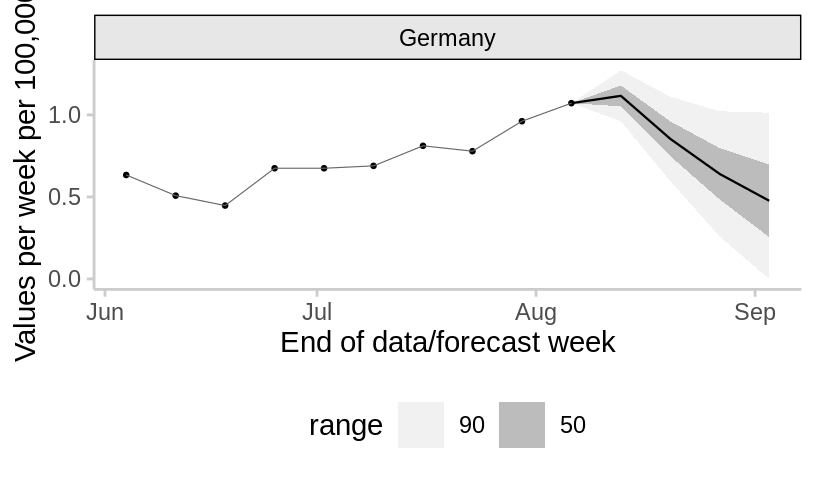 Germany
Values per week per 100,000
1.0
0.5
0.0
Jun Jul Aug Sep
End of data/forecast week
range 90 50